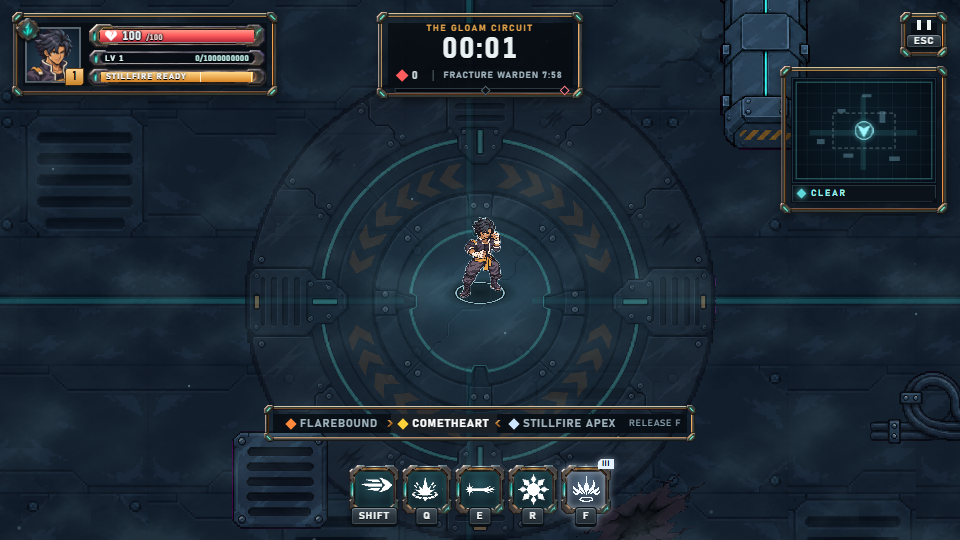 100 /100
LV 1
0/1000000000
1
STILLFIRE READY
THE GLOAM CIRCUIT
00:01
0
FRACTURE WARDEN 7:58
ESC
CLEAR
FLAREBOUND
COMETHEART
STILLFIRE APEX
RELEASE F
III
SHIFT
Q
E
R
F